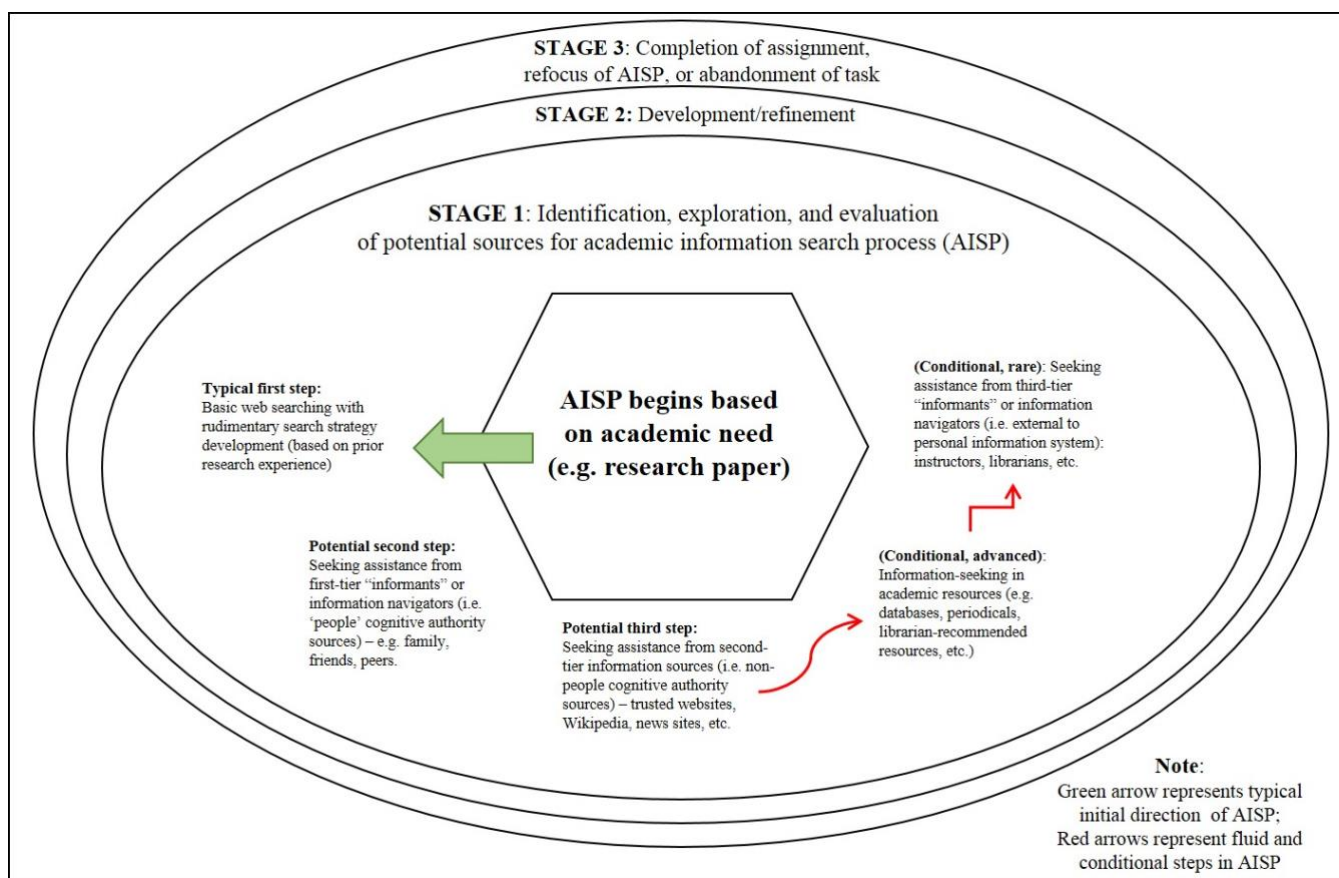 STAGE 3: Completion of assignment,
refocus of AISP, or abandonment of task
STAGE 2: Development/refinement
STAGE 1: Identification, exploration, and evaluation
of potential sources for academic information search process (AISP)
AISP begins based
on academic need
(e.g. research paper)
Typical first step:
Basic web searching with
rudimentary search strategy
development (based on prior
research experience)
Potential second step:
Seeking assistance from
first-tier “informants” or
information navigators (i.e.
‘people’ cognitive authority
sources) – e.g. family,
friends, peers.
Potential third step:
Seeking assistance from second-
tier information sources (i.e. non-
people cognitive authority
sources) – trusted websites,
Wikipedia, news sites, etc.
(Conditional, advanced):
Information-seeking in
academic resources (e.g.
databases, periodicals,
librarian-recommended
resources, etc.)
(Conditional, rare): Seeking
assistance from third-tier
“informants” or information
navigators (i.e. external to
personal information system):
instructors, librarians, etc.
Note:
Green arrow represents typical
initial direction of AISP;
Red arrows represent fluid and
conditional steps in AISP